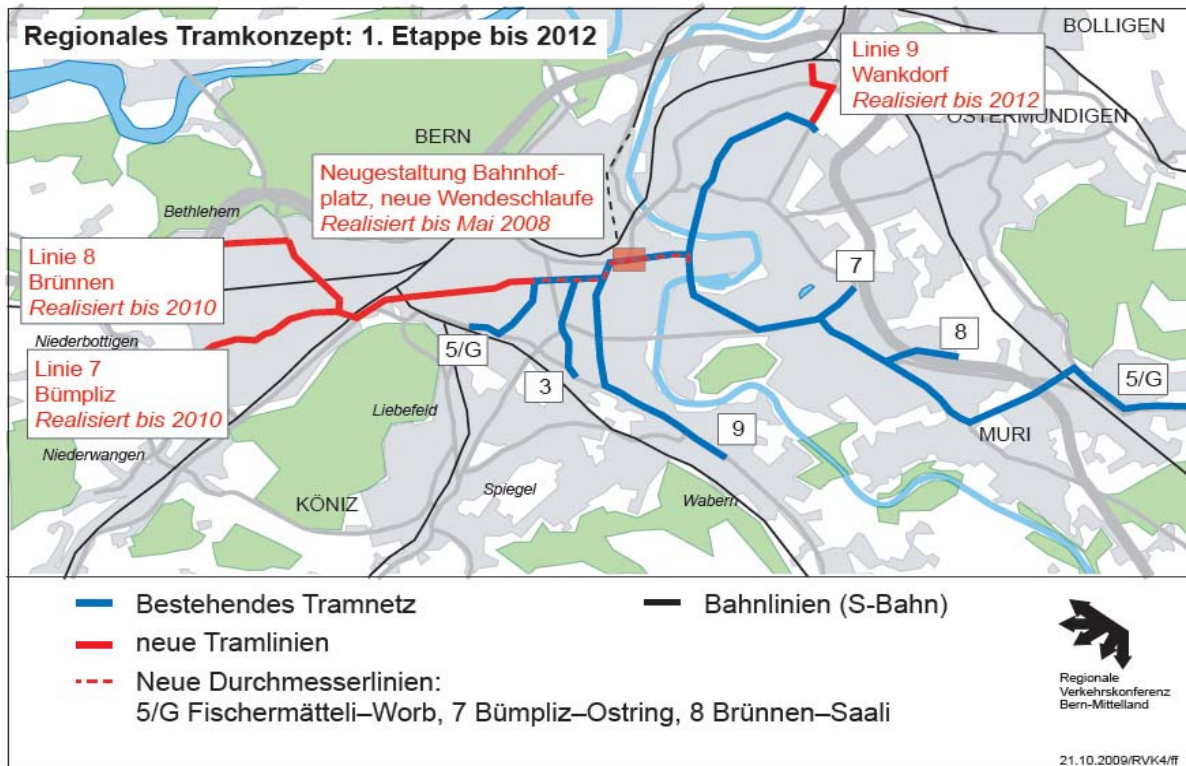 Regionales Tramkonzept: 1. Etappe bis 2012
BOLLIGEN
Linie 9
Wankdorf
Realisiert bis 2012
OSTERMUNDIGEN
BERN
Neugestaltung Bahnhof-
platz, neue Wendeschlaufe
Realisiert bis Mai 2008
Bethlehem
Linie 8
Brünnen
Realisiert bis 2010
7
8
Niederbottigen
5/G
3
5/G
Linie 7
Bümpliz
Realisiert bis 2010
Liebefeld
9
MURI
Niederwangen
KÖNIZ
Spiegel
Wabern
Bestehendes Tramnetz
Bahnlinien (S-Bahn)
neue Tramlinien
Neue Durchmesserlinien:
5/G Fischermätteli–Worb, 7 Bümpliz–Ostring, 8 Brünnen–Saali
Regionale
Verkehrskonferenz
Bern-Mittelland
21.10.2009/RVK4/ff